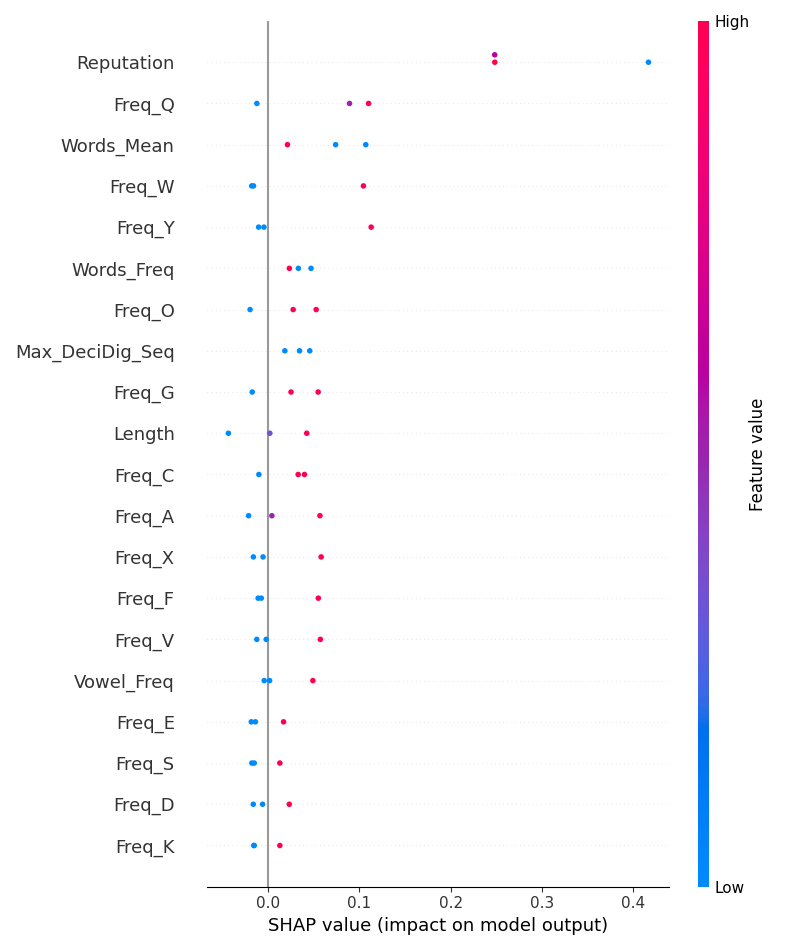 High
Reputation
Freq_Q
Words_Mean
Freq_W
Freq_Y
Words_Freq
Freq_O
Max_DeciDig_Seq
Freq_G
Length
Freq_C
Freq_A
Freq_X
Freq_F
Freq_V
Vowel_Freq
Freq_E
Freq_S
Freq_D
Freq_K
Feature value
Low
0.0 0.1 0.2 0.3 0.4
SHAP value (impact on model output)